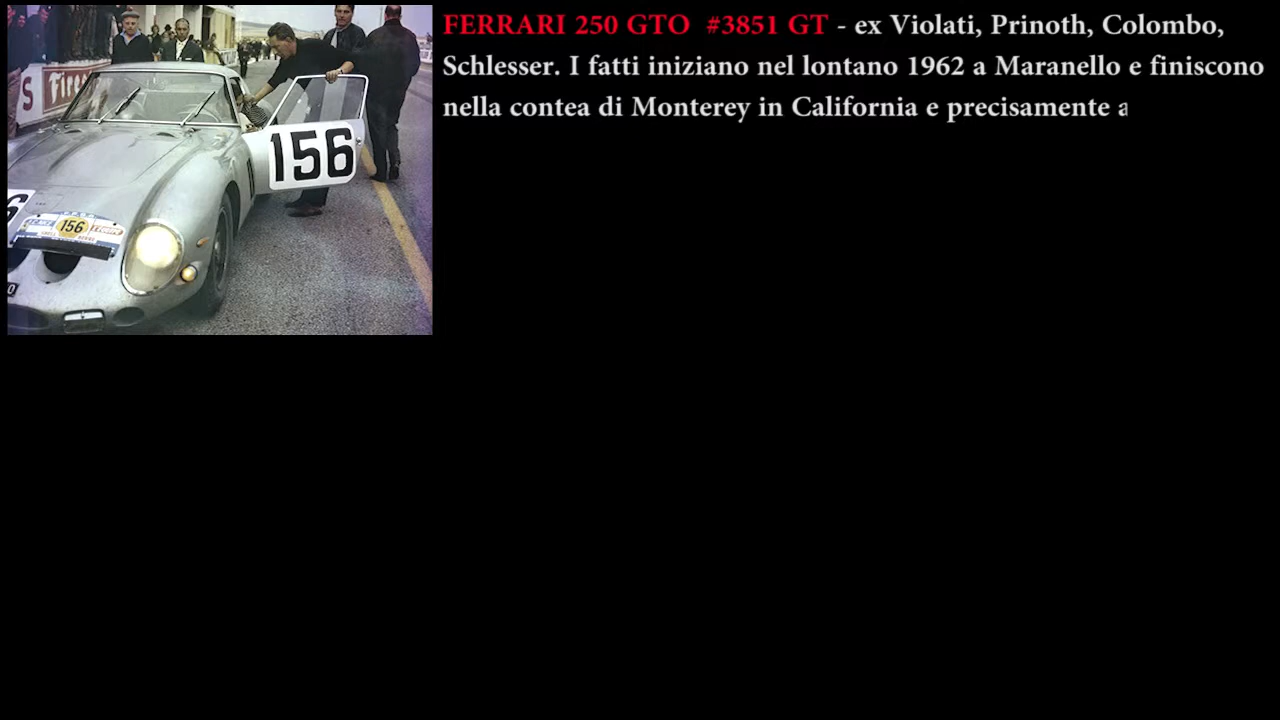 FERRARI 250 GTO #3851 GT - ex Violati, Prinoth, Colombo,
Schlesser. I fatti iniziano nel lontano 1962 a Maranello e finiscono
nella contea di Monterey in California e precisamente a
S
Fires
156
156